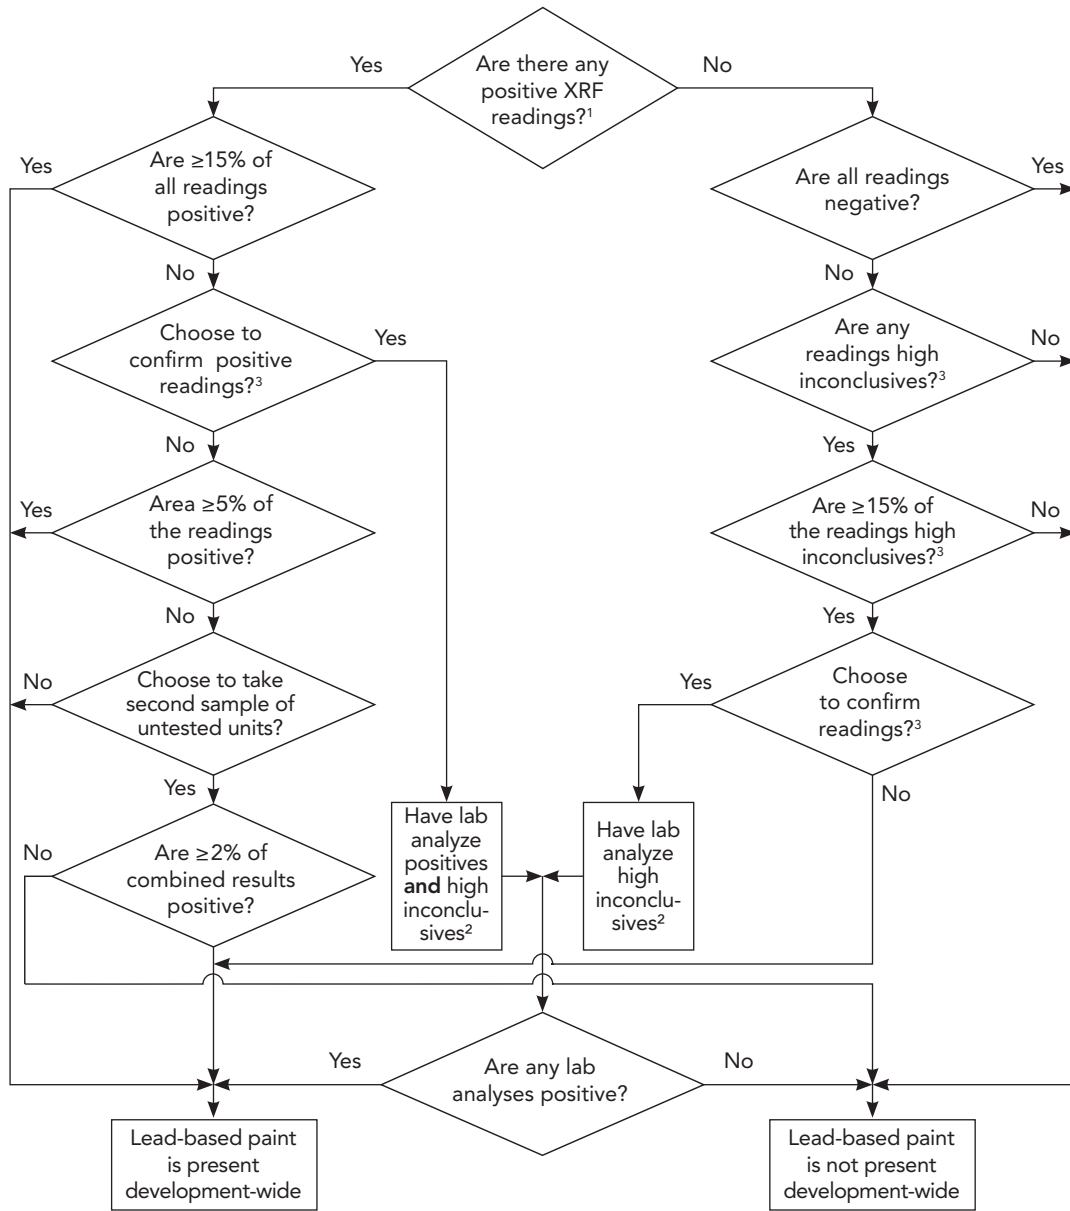 Yes
Are there any
positive XRF
readings?¹
No
Yes
Are ≥15% of
all readings
positive?
Are all readings
negative?
Yes
No
No
Choose to
confirm positive
readings?³
Yes
Are any
readings high
inconclusives?³
No
No
Yes
Yes
Area ≥5% of
the readings
positive?
Are ≥15% of
the readings high
inconclusives?³
No
No
Yes
No
Choose to take
second sample of
untested units?
Yes
Choose
to confirm
readings?³
Yes
No
No
Are ≥2% of
combined results
positive?
Have lab
analyze
positives
and high
inconclu-
sives²
Have lab
analyze
high
inconclu-
sives²
Yes
Are any lab
analyses positive?
No
Lead-based paint
is present
development-wide
Lead-based paint
is not present
development-wide